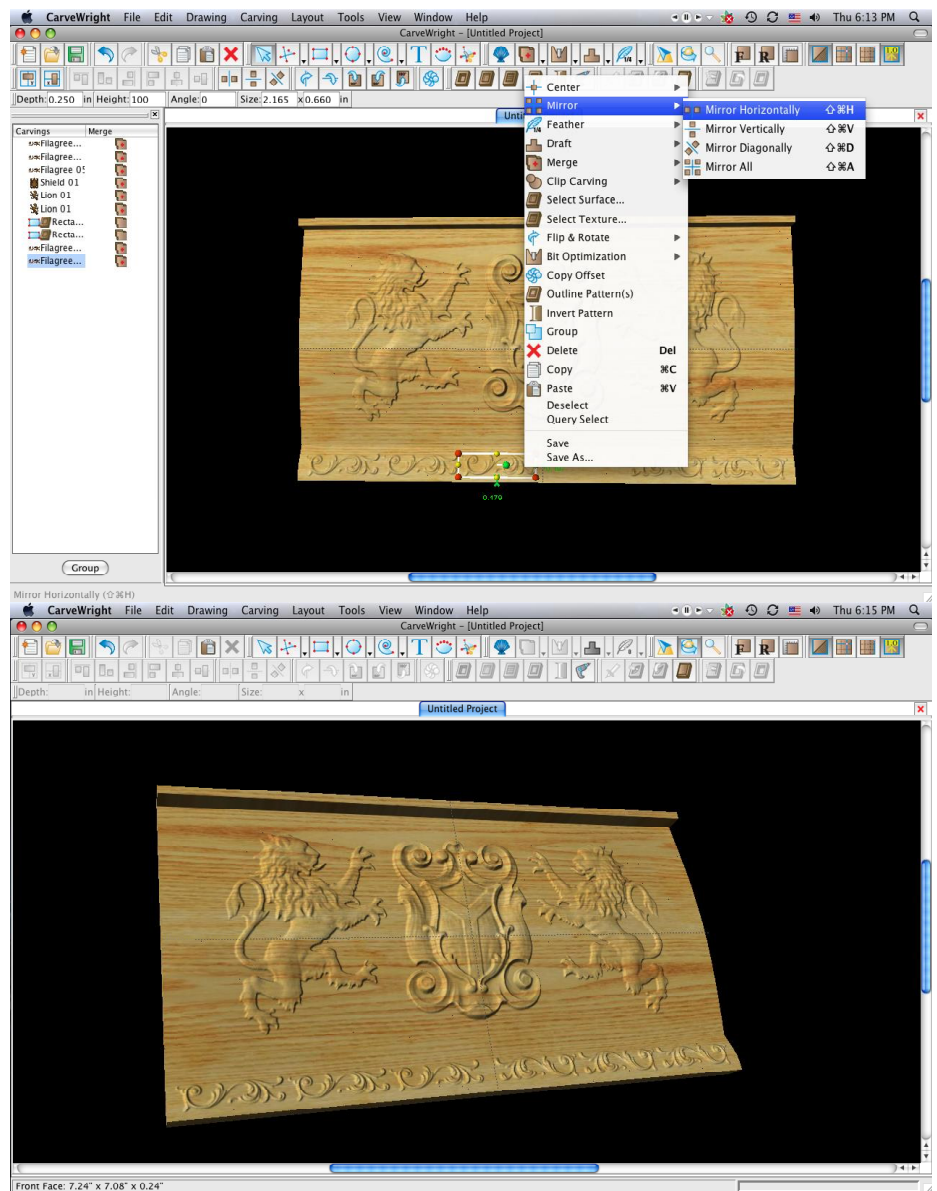 CarveWright File Edit Drawing Carving Layout Tools View Window Help Thu 6:13 PM
CarveWright - [Untitled Project]
T 1/4 F R
Depth: 0.250 in Height: 100 Angle: 0 Size: 2.165 x 0.660 in
Center
Mirror
Mirror Horizontally ⇧⌘H
Mirror Vertically ⇧⌘V
Mirror Diagonally ⇧⌘D
Mirror All ⇧⌘A
1/4 Feather
Draft
Merge
Clip Carving
Select Surface...
Select Texture...
Flip & Rotate
Bit Optimization
Copy Offset
Outline Pattern(s)
Invert Pattern
Group
Delete Del
Copy ⌘C
Paste ⌘V
Deselect
Query Select
Save
Save As...
Carvings Merge
Filagree...
Filagree...
Filagree 05
Shield 01
Lion 01
Lion 01
Recta...
Recta...
Filagree...
Filagree...
0.479
Group
Mirror Horizontally (⇧⌘H)
CarveWright File Edit Drawing Carving Layout Tools View Window Help Thu 6:15 PM
CarveWright - [Untitled Project]
T F R
Depth: in Height: Angle: Size: x in
Untitled Project
Front Face: 7.24" x 7.08" x 0.24"